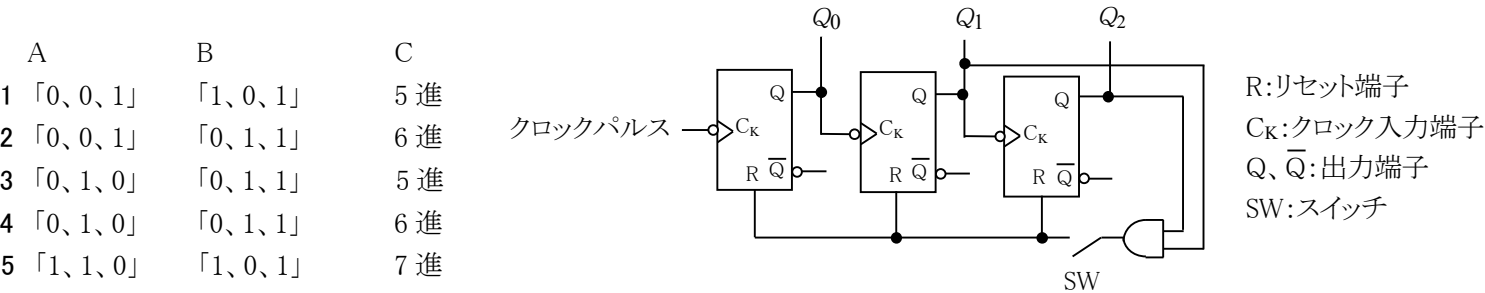 A B C
1 「0、0、1」 「1、0、1」 5 進
2 「0、0、1」 「0、1、1」 6 進
3 「0、1、0」 「0、1、1」 5 進
4 「0、1、0」 「0、1、1」 6 進
5 「1、1、0」 「1、0、1」 7 進
Q0 Q1 Q2
クロックパルス
Q Q Q
CK CK CK
R Q̅ R Q̅ R Q̅
SW
R:リセット端子
CK:クロック入力端子
Q、Q̅:出力端子
SW:スイッチ